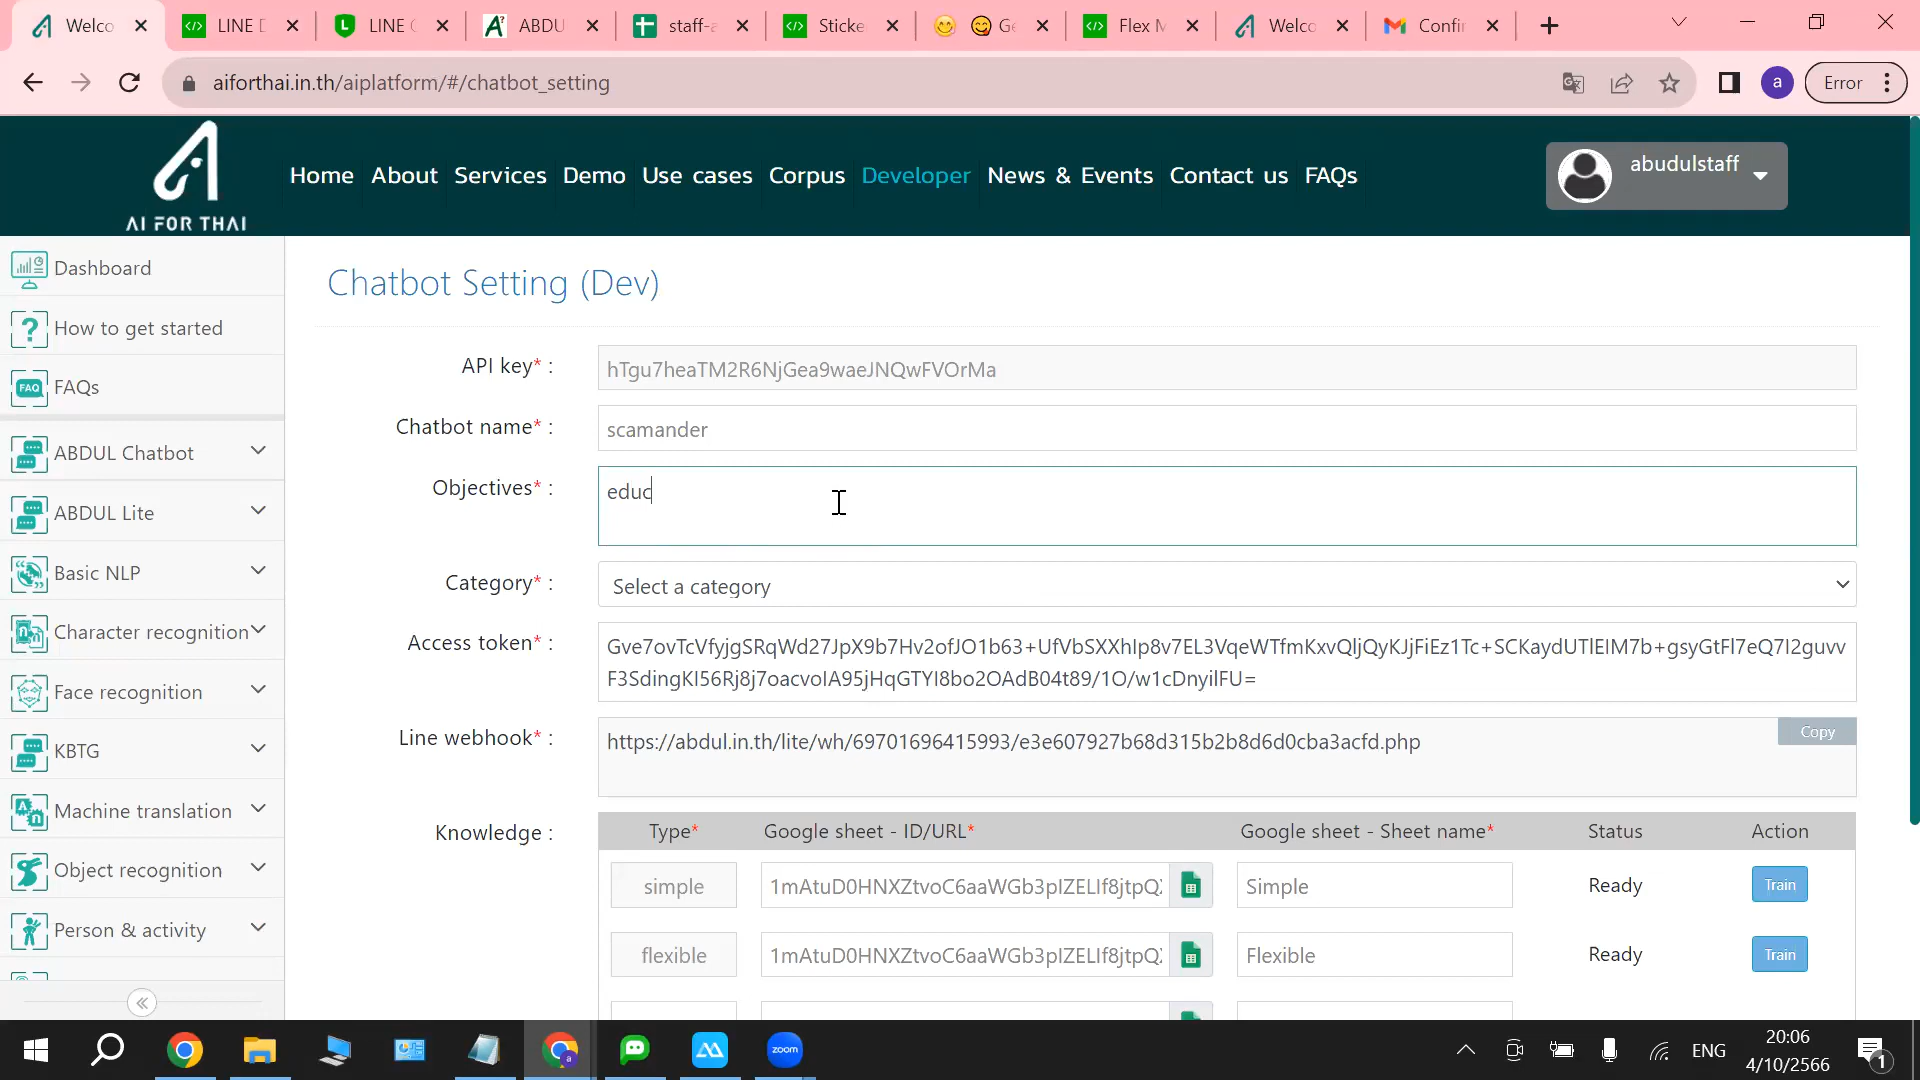 Welco
LINE D
LINE C
ABDU
staff-a
Sticke
Ge
Flex M
Welco
Confir
aiforthai.in.th/aiplatform/#/chatbot_setting
a
Error
AI FOR THAI
Home About Services Demo Use cases Corpus Developer News & Events Contact us FAQs
abudulstaff
Dashboard
How to get started
FAQ FAQs
ABDUL Chatbot
ABDUL Lite
Basic NLP
Character recognition
Face recognition
KBTG
Machine translation
Object recognition
Person & activity
Chatbot Setting (Dev)
API key* : hTgu7heaTM2R6NjGea9waeJNQwFVOrMa
Chatbot name* : scamander
Objectives* : educ
Category* : Select a category
Access token* : Gve7ovTcVfyjgSRqWd27JpX9b7Hv2ofJO1b63+UfVbSXXhIp8v7EL3VqeWTfmKxvQljQyKJjFiEz1Tc+SCKaydUTlEIM7b+gsyGtFl7eQ7I2guvv
F3SdingKI56Rj8j7oacvoIA95jHqGTYI8bo2OAdB04t89/1O/w1cDnyilFU=
Line webhook* : https://abdul.in.th/lite/wh/69701696415993/e3e607927b68d315b2b8d6d0cba3acfd.php Copy
Knowledge : Type* Google sheet - ID/URL* Google sheet - Sheet name* Status Action
simple 1mAtuD0HNXZtvoC6aaWGb3pIZELIf8jtpQ Simple Ready Train
flexible 1mAtuD0HNXZtvoC6aaWGb3pIZELIf8jtpQ Flexible Ready Train
zoom
ENG
20:06
4/10/2566
1